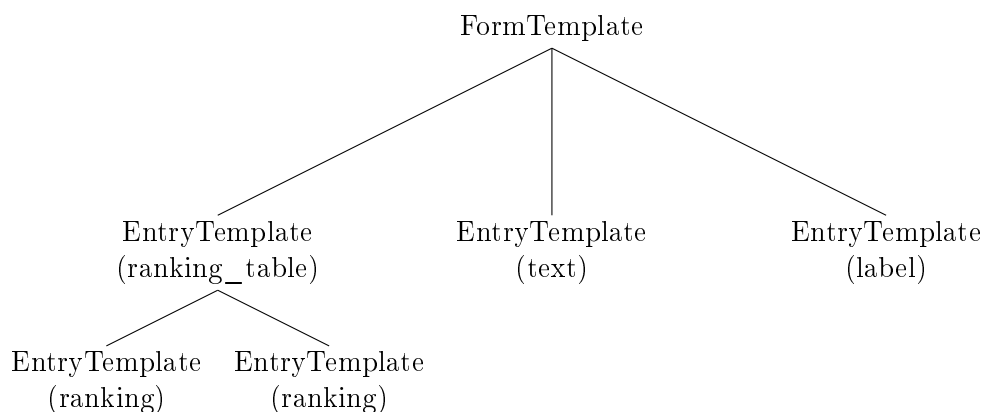 FormTemplate
EntryTemplate
(ranking_table)
EntryTemplate
(text)
EntryTemplate
(label)
EntryTemplate
(ranking)
EntryTemplate
(ranking)